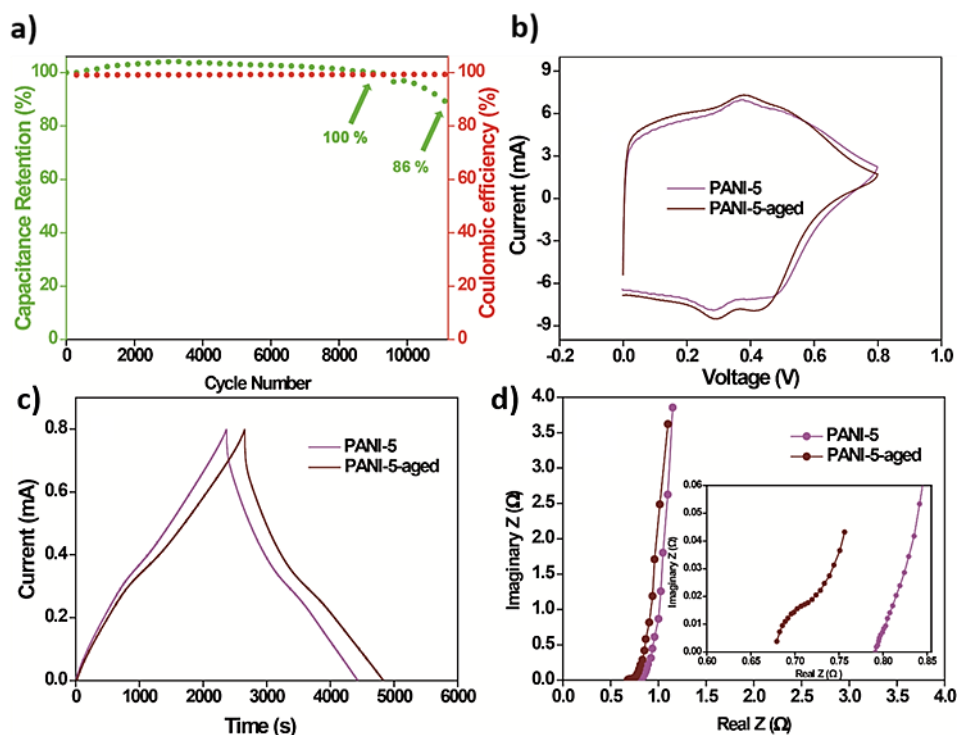 a)
Capacitance Retention (%)
100
80
60
40
20
0
100 %
86 %
100
80
60
40
20
0
Coulombic efficiency (%)
0 2000 4000 6000 8000 10000
Cycle Number
b)
Current (mA)
9
6
3
0
-3
-6
-9
PANI-5
PANI-5-aged
-0.2 0.0 0.2 0.4 0.6 0.8 1.0
Voltage (V)
c)
Current (mA)
0.8
0.6
0.4
0.2
0.0
PANI-5
PANI-5-aged
0 1000 2000 3000 4000 5000 6000
Time (s)
d)
Imaginary Z (Ω)
4.0
3.5
3.0
2.5
2.0
1.5
1.0
0.5
0.0
PANI-5
PANI-5-aged
Imaginary Z (Ω)
0.06
0.05
0.04
0.03
0.02
0.01
0.00
0.60 0.65 0.70 0.75 0.80 0.85
Real Z (Ω)
0.0 0.5 1.0 1.5 2.0 2.5 3.0 3.5 4.0
Real Z (Ω)